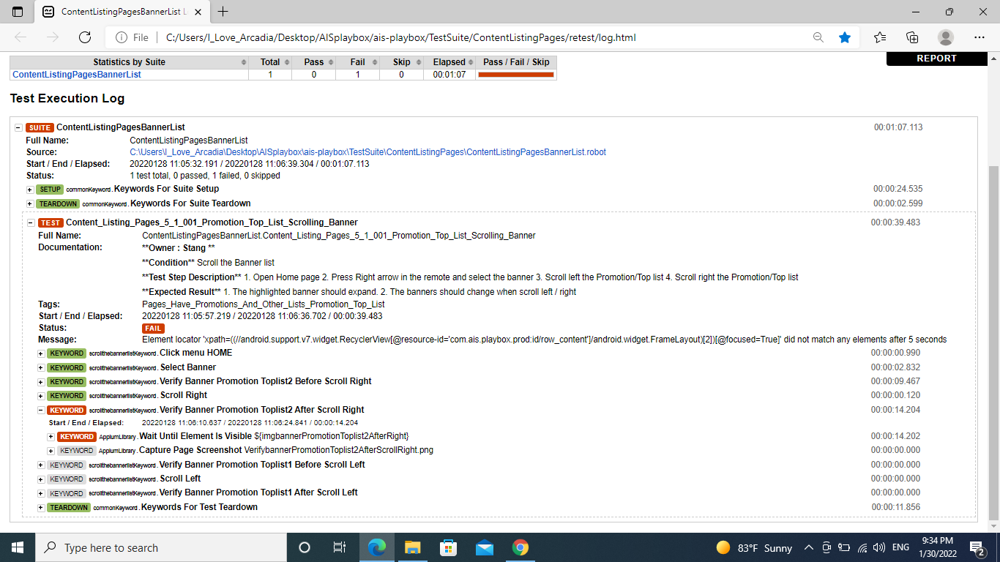 ContentListingPagesBannerList L
File
C:/Users/I_Love_Arcadia/Desktop/AISplaybox/ais-playbox/TestSuite/ContentListingPages/retest/log.html
REPORT
Statistics by Suite Total Pass Fail Skip Elapsed Pass / Fail / Skip
ContentListingPagesBannerList 1 0 1 0 00:01:07
Test Execution Log
SUITE ContentListingPagesBannerList 00:01:07.113
Full Name: ContentListingPagesBannerList
Source: C:\Users\I_Love_Arcadia\Desktop\AISplaybox\ais-playbox\TestSuite\ContentListingPages\ContentListingPagesBannerList.robot
Start / End / Elapsed: 20220128 11:05:32.191 / 20220128 11:06:39.304 / 00:01:07.113
Status: 1 test total, 0 passed, 1 failed, 0 skipped
SETUP commonKeyword. Keywords For Suite Setup 00:00:24.535
TEARDOWN commonKeyword. Keywords For Suite Teardown 00:00:02.599
TEST Content_Listing_Pages_5_1_001_Promotion_Top_List_Scrolling_Banner 00:00:39.483
Full Name: ContentListingPagesBannerList.Content_Listing_Pages_5_1_001_Promotion_Top_List_Scrolling_Banner
Documentation: **Owner : Stang **
**Condition** Scroll the Banner list
**Test Step Description** 1. Open Home page 2. Press Right arrow in the remote and select the banner 3. Scroll left the Promotion/Top list 4. Scroll right the Promotion/Top list
**Expected Result** 1. The highlighted banner should expand. 2. The banners should change when scroll left / right
Tags: Pages_Have_Promotions_And_Other_Lists_Promotion_Top_List
Start / End / Elapsed: 20220128 11:05:57.219 / 20220128 11:06:36.702 / 00:00:39.483
Status: FAIL
Message: Element locator 'xpath=((//android.support.v7.widget.RecyclerView[@resource-id='com.ais.playbox.prod:id/row_content']/android.widget.FrameLayout)[2])[@focused=True]' did not match any elements after 5 seconds
KEYWORD scrollthebannerlistKeyword. Click menu HOME 00:00:00.990
KEYWORD scrollthebannerlistKeyword. Select Banner 00:00:02.832
KEYWORD scrollthebannerlistKeyword. Verify Banner Promotion Toplist2 Before Scroll Right 00:00:09.467
KEYWORD scrollthebannerlistKeyword. Scroll Right 00:00:00.120
KEYWORD scrollthebannerlistKeyword. Verify Banner Promotion Toplist2 After Scroll Right 00:00:14.204
Start / End / Elapsed: 20220128 11:06:10.637 / 20220128 11:06:24.841 / 00:00:14.204
KEYWORD AppiumLibrary. Wait Until Element Is Visible ${imgbannerPromotionToplist2AfterRight} 00:00:14.202
KEYWORD AppiumLibrary. Capture Page Screenshot VerifybannerPromotionToplist2AfterScrollRight.png 00:00:00.000
KEYWORD scrollthebannerlistKeyword. Verify Banner Promotion Toplist1 Before Scroll Left 00:00:00.000
KEYWORD scrollthebannerlistKeyword. Scroll Left 00:00:00.000
KEYWORD scrollthebannerlistKeyword. Verify Banner Promotion Toplist1 After Scroll Left 00:00:00.000
TEARDOWN commonKeyword. Keywords For Test Teardown 00:00:11.856
Type here to search
83°F Sunny
ENG
9:34 PM
1/30/2022
2